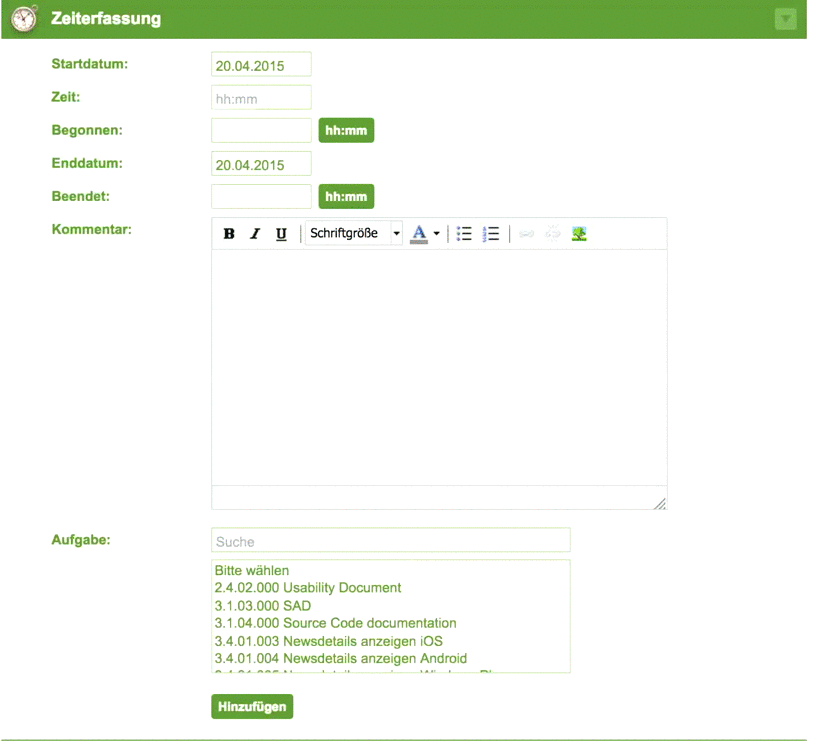 Zeiterfassung
Startdatum: 20.04.2015
Zeit: hh:mm
Begonnen: hh:mm
Enddatum: 20.04.2015
Beendet: hh:mm
Kommentar: B I U Schriftgröße A
Aufgabe: Suche
Bitte wählen
2.4.02.000 Usability Document
3.1.03.000 SAD
3.1.04.000 Source Code documentation
3.4.01.003 Newsdetails anzeigen iOS
3.4.01.004 Newsdetails anzeigen Android
Hinzufügen